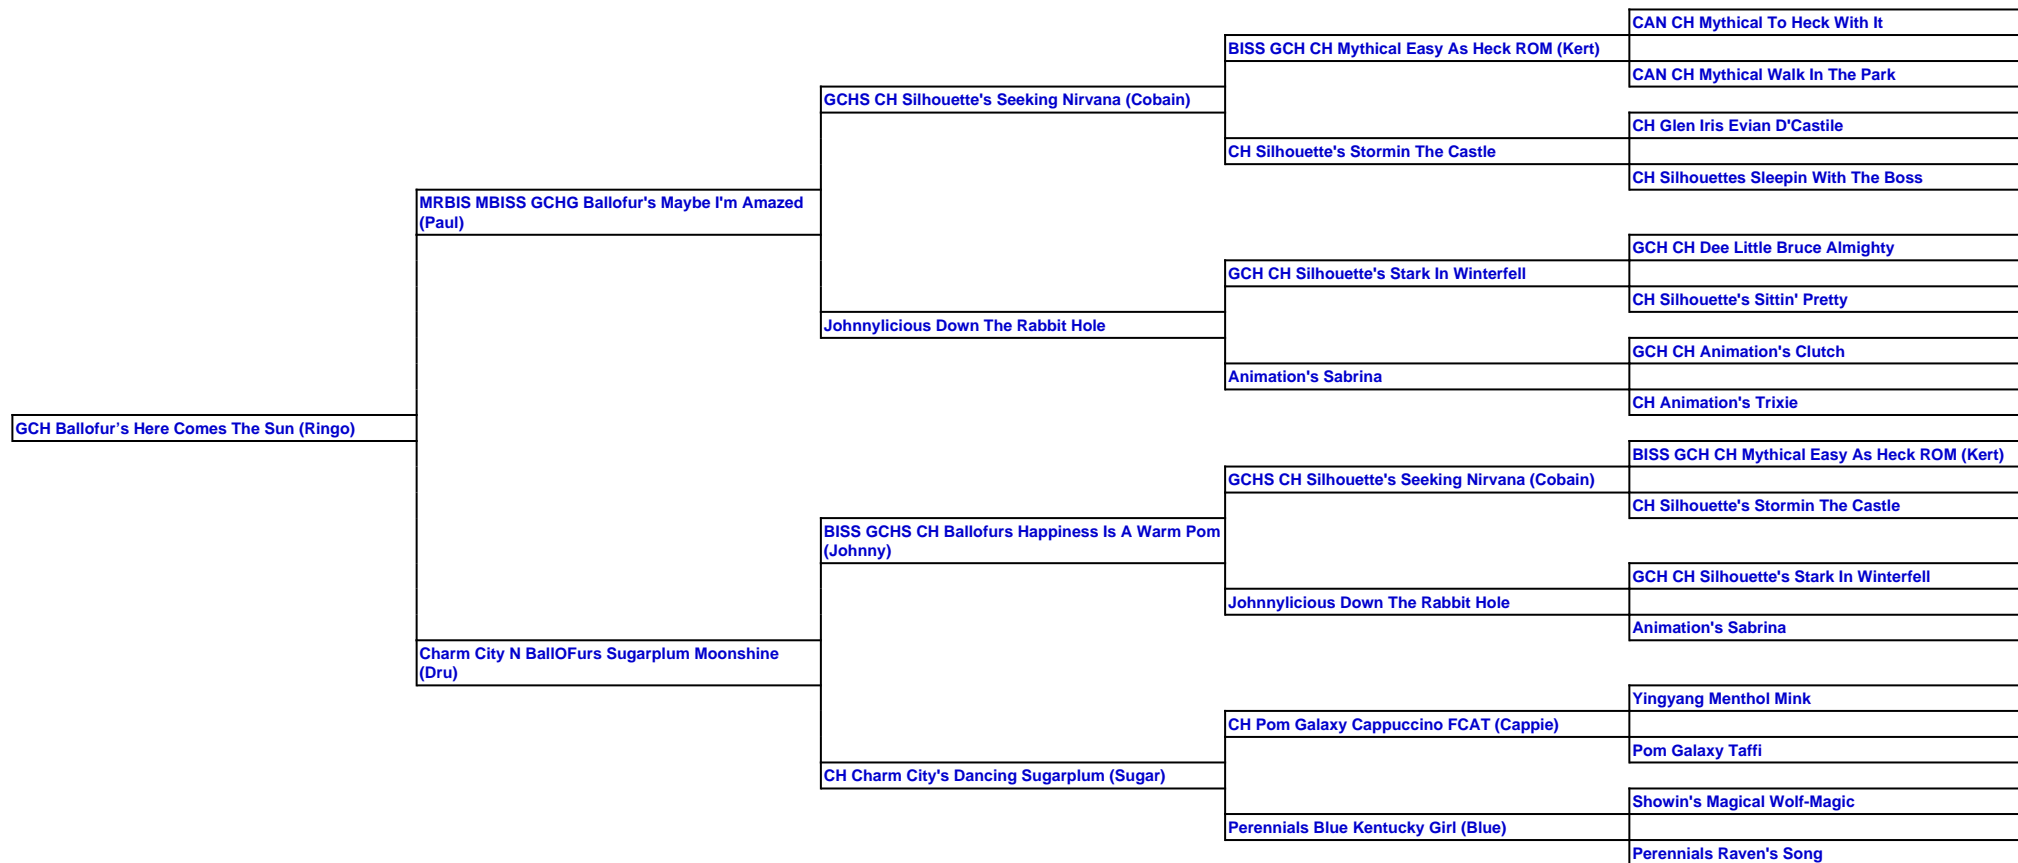 CAN CH Mythical To Heck With It
BISS GCH CH Mythical Easy As Heck ROM (Kert)
CAN CH Mythical Walk In The Park
GCHS CH Silhouette's Seeking Nirvana (Cobain)
CH Glen Iris Evian D'Castile
CH Silhouette's Stormin The Castle
CH Silhouettes Sleepin With The Boss
MRBIS MBISS GCHG Ballofur's Maybe I'm Amazed
(Paul)
GCH CH Dee Little Bruce Almighty
GCH CH Silhouette's Stark In Winterfell
CH Silhouette's Sittin' Pretty
Johnnylicious Down The Rabbit Hole
GCH CH Animation's Clutch
Animation's Sabrina
CH Animation's Trixie
GCH Ballofur’s Here Comes The Sun (Ringo)
BISS GCH CH Mythical Easy As Heck ROM (Kert)
GCHS CH Silhouette's Seeking Nirvana (Cobain)
CH Silhouette's Stormin The Castle
BISS GCHS CH Ballofurs Happiness Is A Warm Pom
(Johnny)
GCH CH Silhouette's Stark In Winterfell
Johnnylicious Down The Rabbit Hole
Animation's Sabrina
Charm City N BallOFurs Sugarplum Moonshine
(Dru)
Yingyang Menthol Mink
CH Pom Galaxy Cappuccino FCAT (Cappie)
Pom Galaxy Taffi
CH Charm City's Dancing Sugarplum (Sugar)
Showin's Magical Wolf-Magic
Perennials Blue Kentucky Girl (Blue)
Perennials Raven's Song